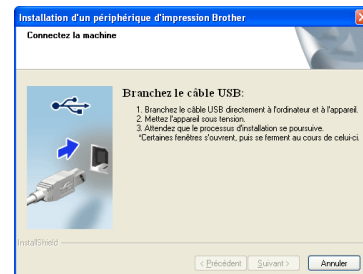 Installation d'un périphérique d'impression Brother
Connectez la machine
Branchez le câble USB:
1. Branchez le câble USB directement à l'ordinateur et à l'appareil.
2. Mettez l'appareil sous tension.
3. Attendez que le processus d'installation se poursuive.
*Certaines fenêtres s'ouvrent, puis se ferment au cours de celui-ci.
InstallShield
< Précédent Suivant > Annuler